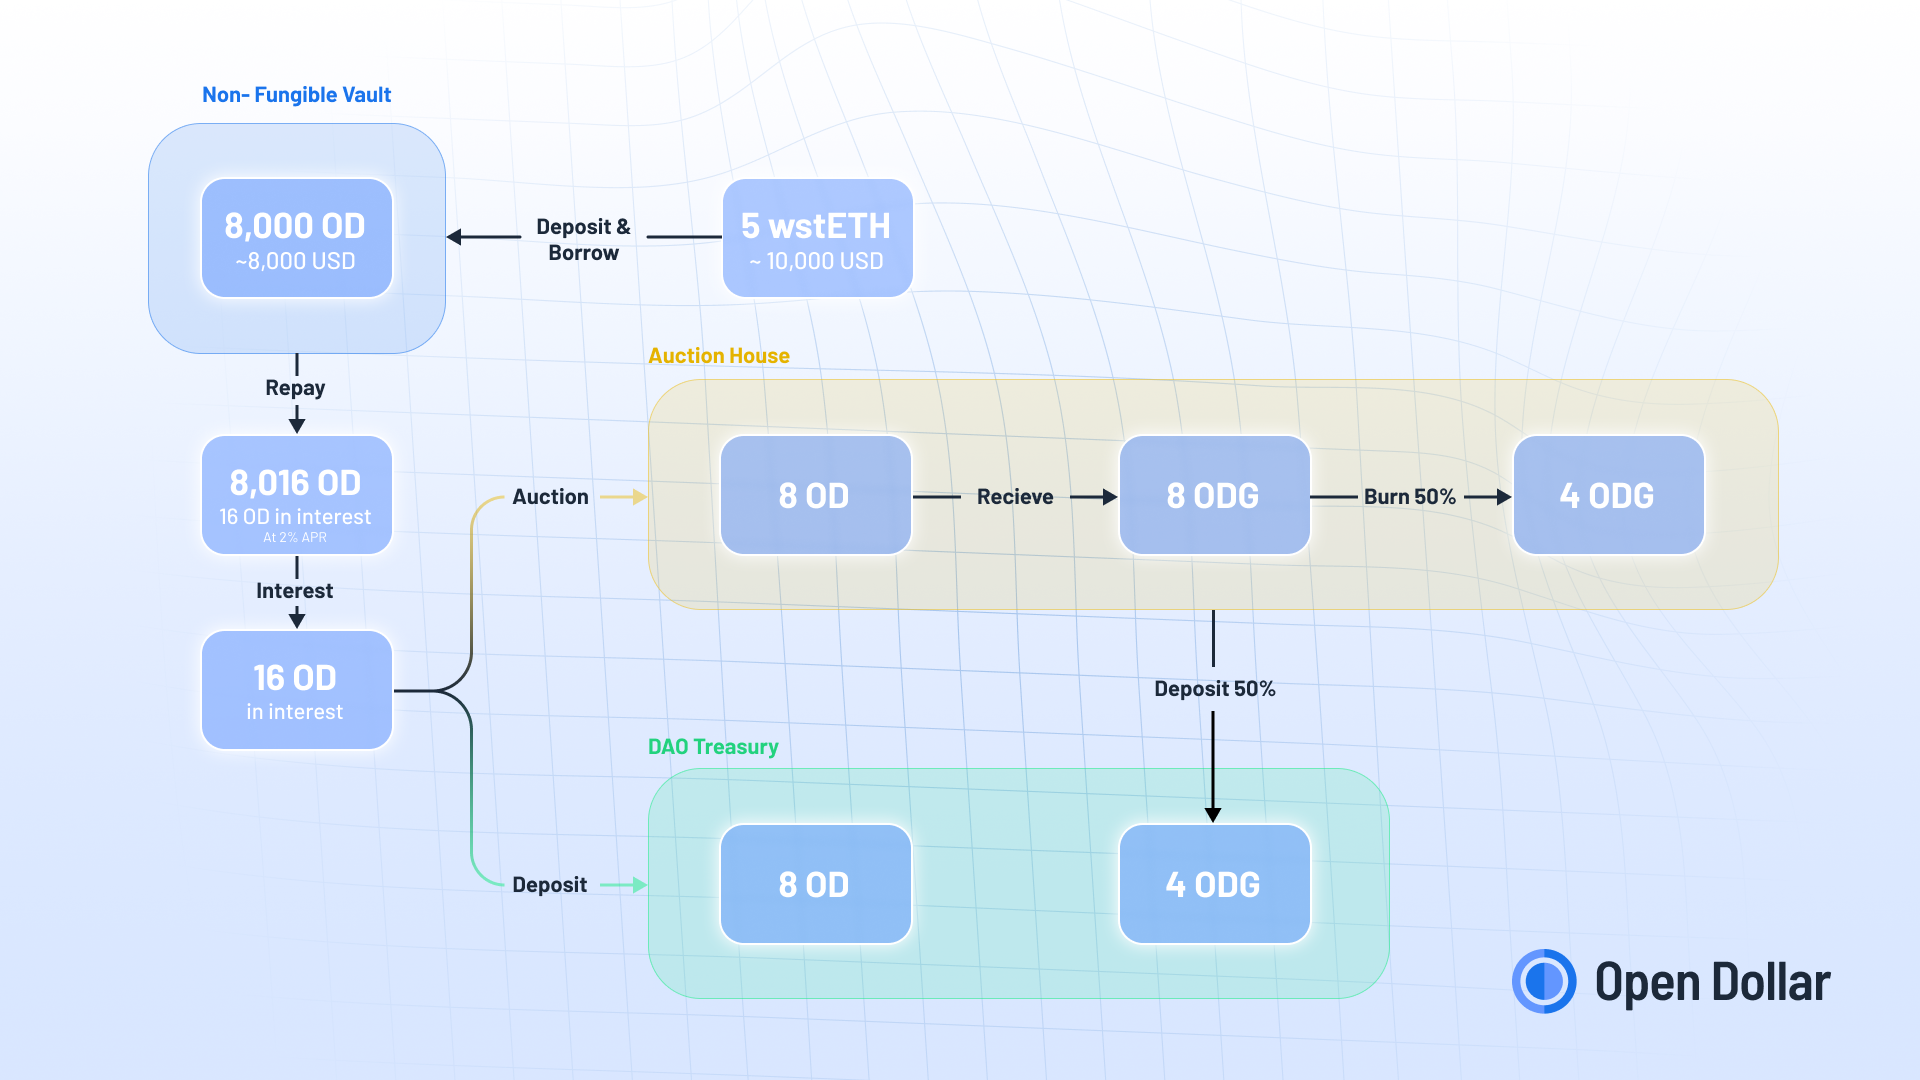 Non- Fungible Vault
8,000 OD
~8,000 USD
Deposit &
Borrow
5 wstETH
~ 10,000 USD
Repay
8,016 OD
16 OD in interest
At 2% APR
Interest
16 OD
in interest
Auction House
Auction
8 OD
Recieve
8 ODG
Burn 50%
4 ODG
Deposit 50%
DAO Treasury
Deposit
8 OD
4 ODG
Open Dollar